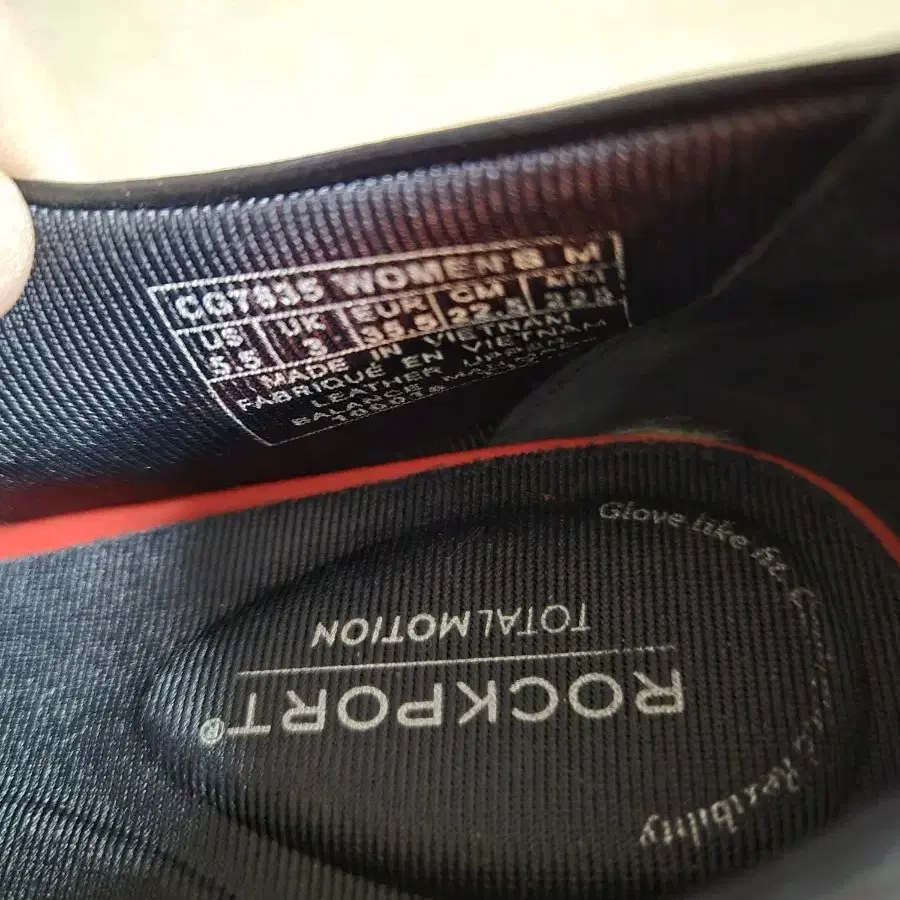 WOMEN'S M
US UK EUR CM
5.5 3 35.5 22.5
MADE IN VIETNAM
FABRIQUÉ EN VIETNAM
LEATHER UPPER
BALANCE
Glove like fit.
flexibility
TOTALMOTION
ROCKPORT®